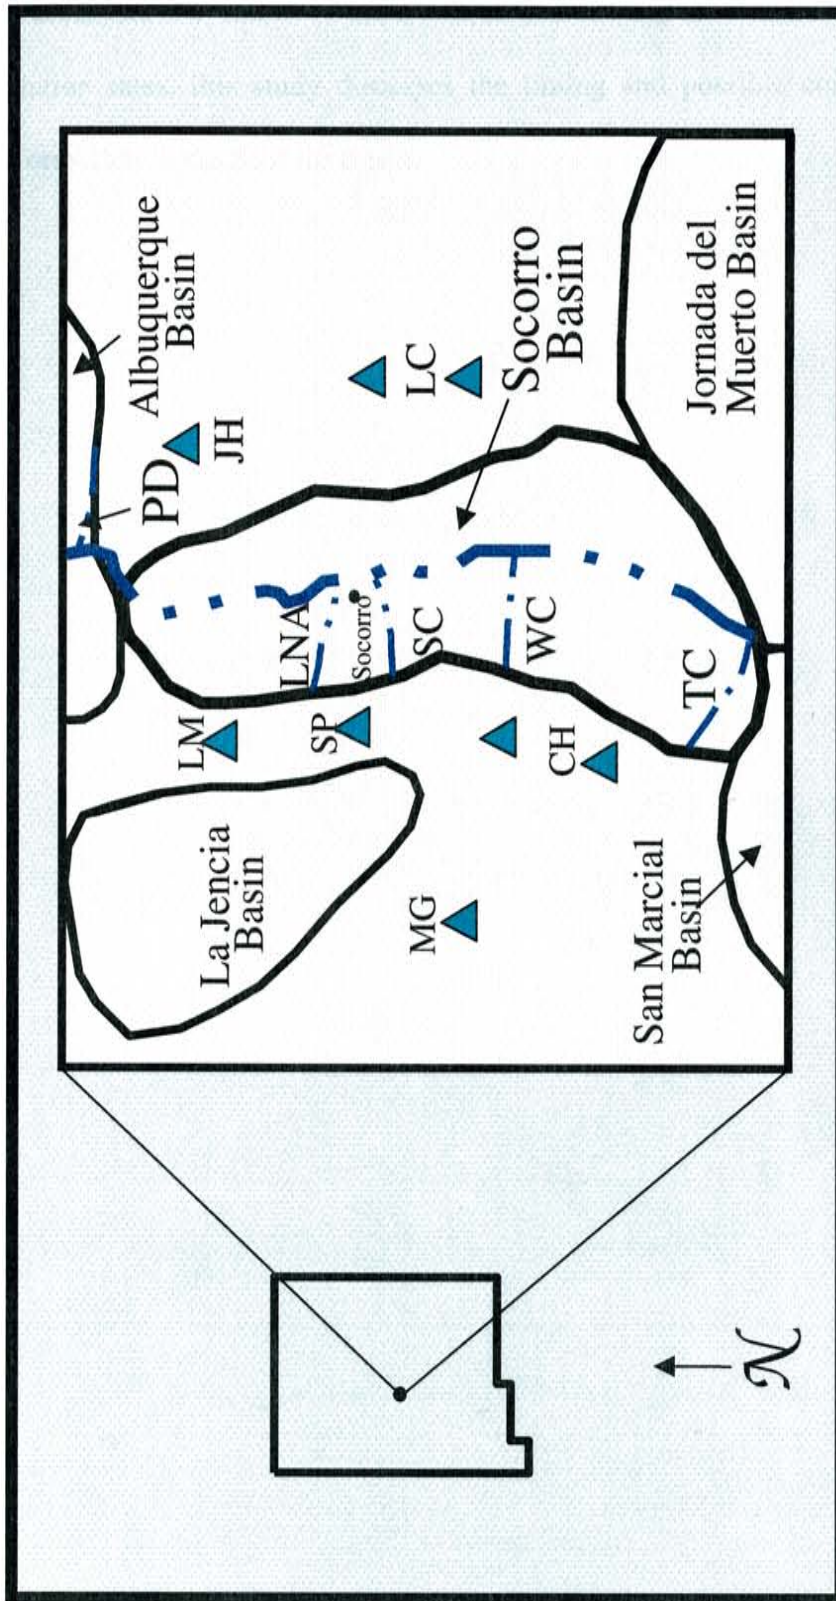 Albuquerque
Basin
PD
LM
JH
La Jencia
Basin
LNA
SP
Socorro
LC
MG
SC
Socorro
Basin
WC
CH
San Marcial
Basin
TC
Jornada del
Muerto Basin
N